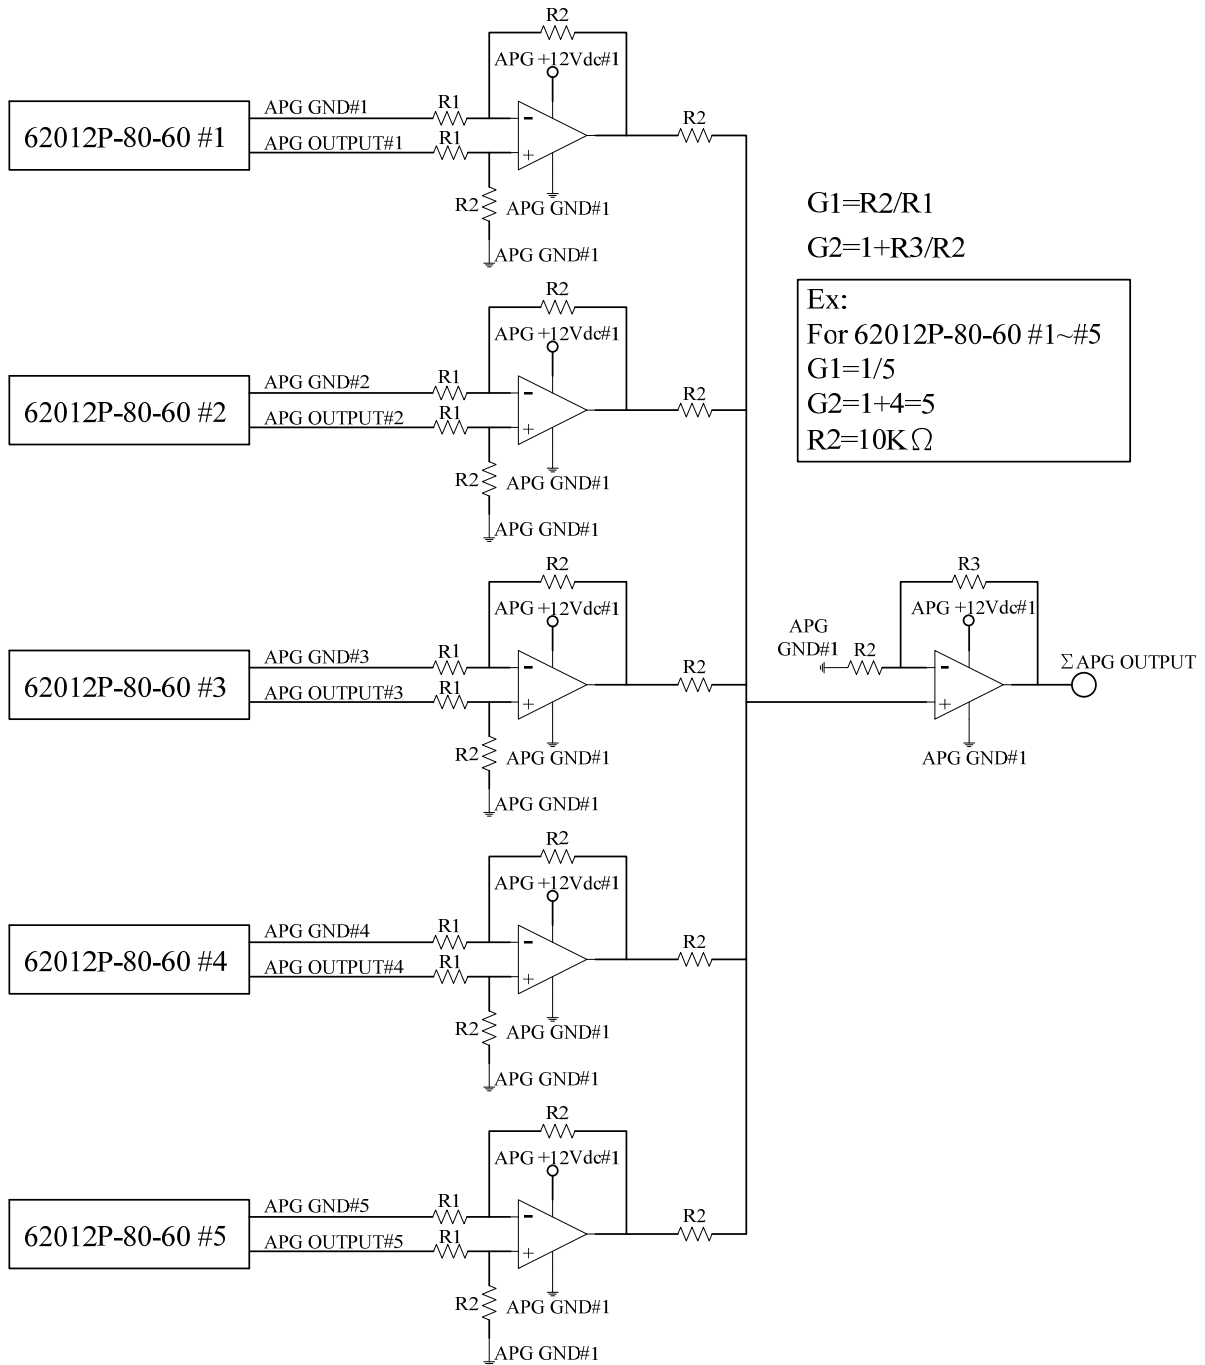 R2
APG +12Vdc#1
APG GND#1
R1
62012P-80-60 #1
APG OUTPUT#1
R1
R2
R2
APG GND#1
APG GND#1
G1=R2/R1
G2=1+R3/R2
Ex:
For 62012P-80-60 #1~#5
G1=1/5
G2=1+4=5
R2=10KΩ
R2
APG +12Vdc#1
APG GND#2
R1
62012P-80-60 #2
APG OUTPUT#2
R1
R2
R2
APG GND#1
APG GND#1
R2
APG +12Vdc#1
APG GND#3
R1
62012P-80-60 #3
APG OUTPUT#3
R1
R2
R2
APG GND#1
APG GND#1
R3
APG +12Vdc#1
APG
GND#1
R2
ΣAPG OUTPUT
APG GND#1
R2
APG +12Vdc#1
APG GND#4
R1
62012P-80-60 #4
APG OUTPUT#4
R1
R2
R2
APG GND#1
APG GND#1
R2
APG +12Vdc#1
APG GND#5
R1
62012P-80-60 #5
APG OUTPUT#5
R1
R2
R2
APG GND#1
APG GND#1